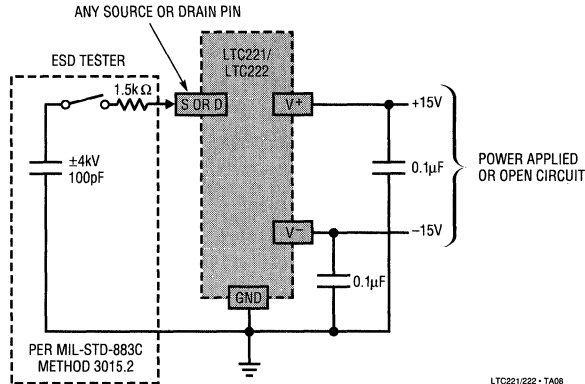 ANY SOURCE OR DRAIN PIN
ESD TESTER
LTC221/
LTC222
1.5kΩ
S OR D
V+
+15V
±4kV
100pF
0.1µF
POWER APPLIED
OR OPEN CIRCUIT
V−
−15V
0.1µF
GND
PER MIL-STD-883C
METHOD 3015.2
LTC221/222 • TA08